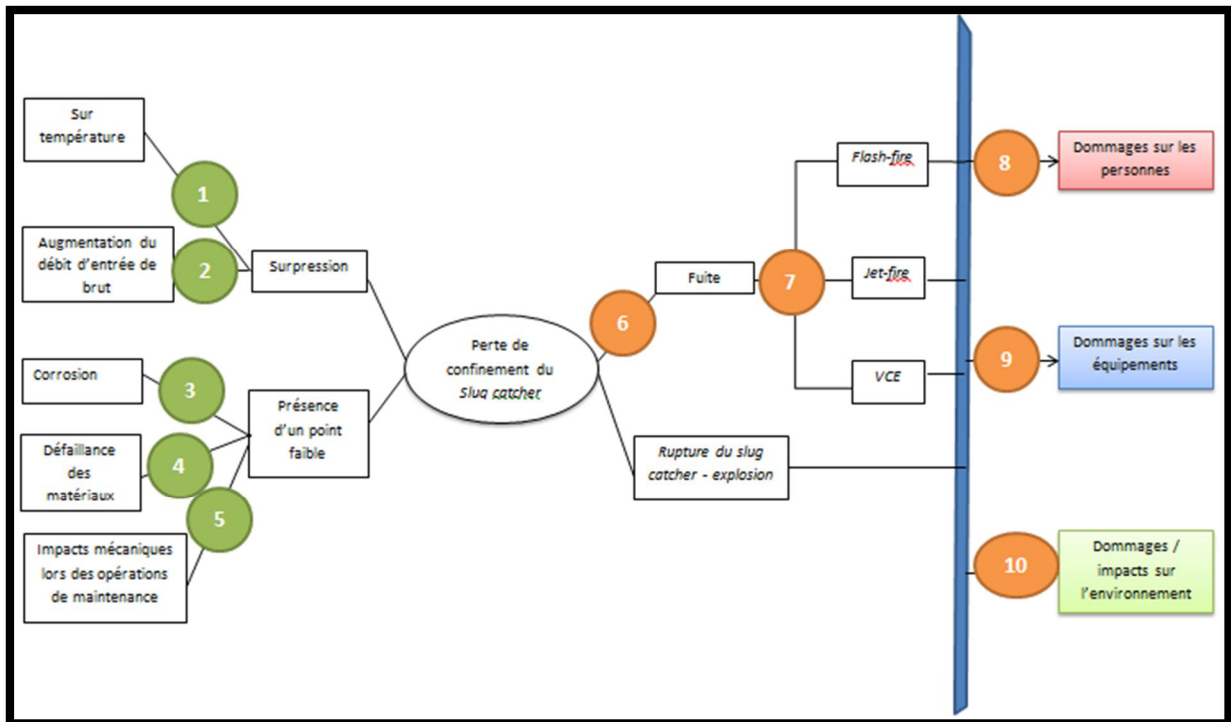 Sur
température
1
Augmentation du
débit d'entrée de
brut
2
Surpression
Corrosion
3
Défaillance
des
matériaux
4
Présence
d'un point
faible
5
Impacts mécaniques
lors des opérations
de maintenance
Perte de
confinement du
Slug catcher
6
Fuite
7
Flash-fire
Jet-fire
VCE
Rupture du slug
catcher - explosion
8
Dommages sur les
personnes
9
Dommages sur les
équipements
10
Dommages /
impacts sur
l'environnement